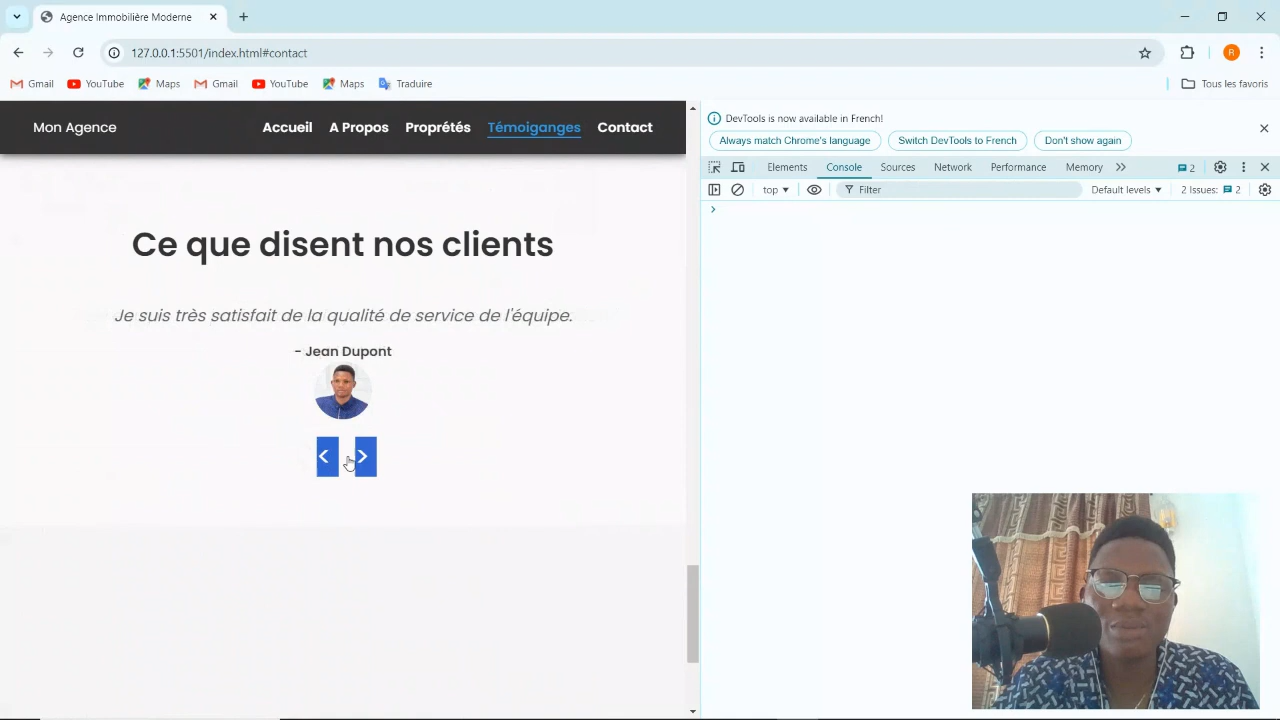 Agence Immobilière Moderne
127.0.0.1:5501/index.html#contact
R
Gmail YouTube Maps Gmail YouTube Maps Traduire Tous les favoris
Mon Agence Accueil A Propos Proprétés Témoiganges Contact
Ce que disent nos clients
Je suis très satisfait de la qualité de service de l'équipe.
- Jean Dupont
< >
DevTools is now available in French!
Always match Chrome's language Switch DevTools to French Don't show again
Elements Console Sources Network Performance Memory 2
top Filter Default levels 2 Issues: 2